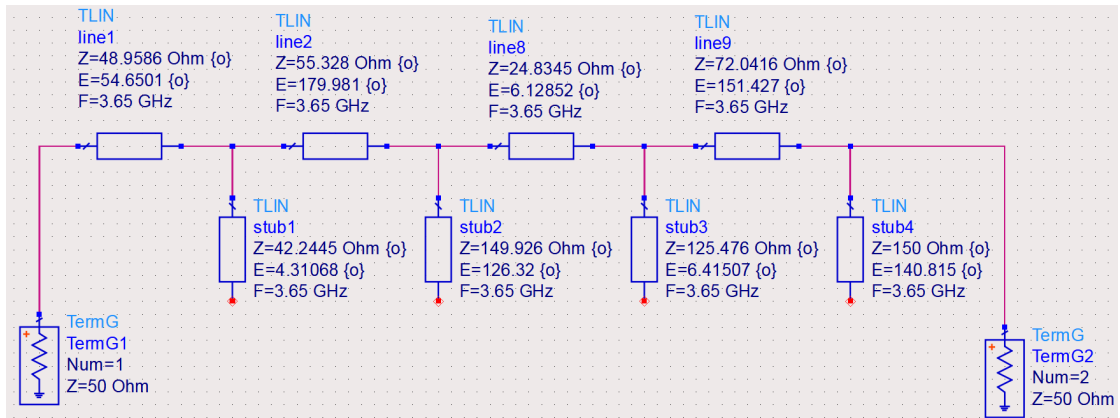 TLIN
line1
Z=48.9586 Ohm {o}
E=54.6501 {o}
F=3.65 GHz
TLIN
line2
Z=55.328 Ohm {o}
E=179.981 {o}
F=3.65 GHz
TLIN
line8
Z=24.8345 Ohm {o}
E=6.12852 {o}
F=3.65 GHz
TLIN
line9
Z=72.0416 Ohm {o}
E=151.427 {o}
F=3.65 GHz
TLIN
stub1
Z=42.2445 Ohm {o}
E=4.31068 {o}
F=3.65 GHz
TLIN
stub2
Z=149.926 Ohm {o}
E=126.32 {o}
F=3.65 GHz
TLIN
stub3
Z=125.476 Ohm {o}
E=6.41507 {o}
F=3.65 GHz
TLIN
stub4
Z=150 Ohm {o}
E=140.815 {o}
F=3.65 GHz
TermG
TermG1
Num=1
Z=50 Ohm
TermG
TermG2
Num=2
Z=50 Ohm